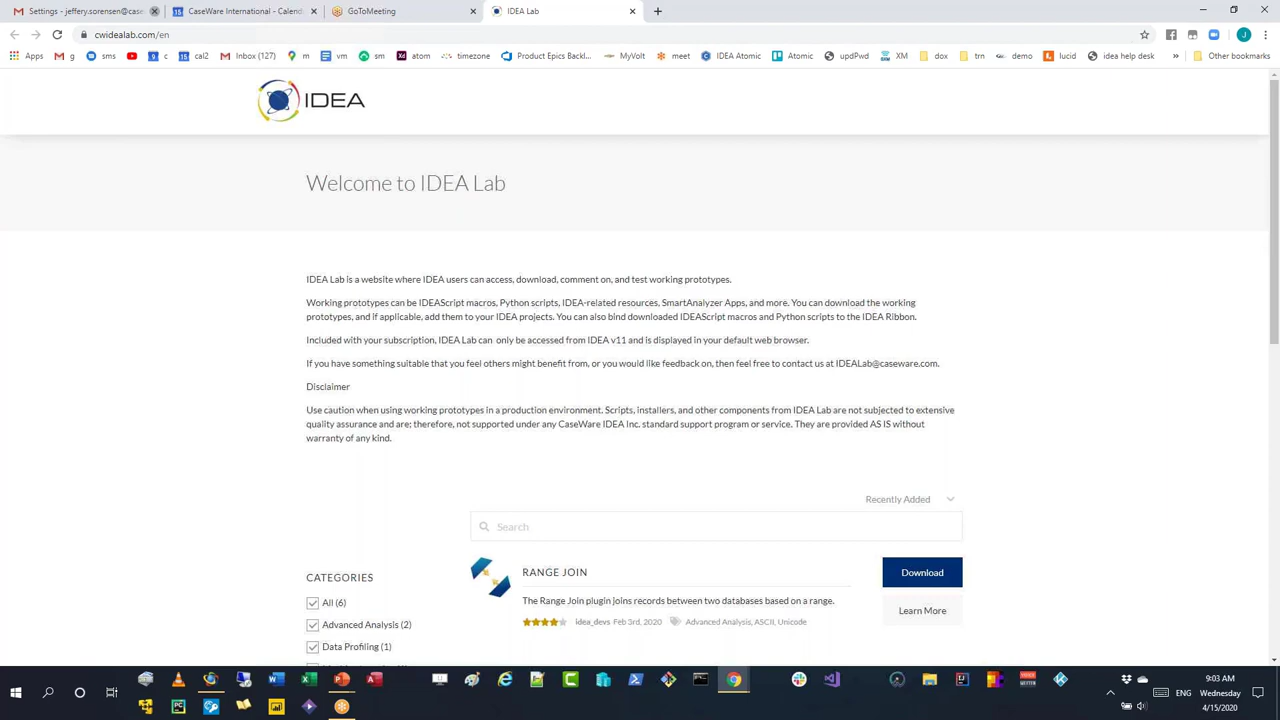 Settings - jeffery.sorensen@case
CaseWare International - Calend
GoToMeeting
IDEA Lab
cwidealab.com/en
Apps
g
sms
c
cal2
Inbox (127)
m
vm
sm
atom
timezone
Product Epics Backl...
MyVolt
meet
IDEA Atomic
Atomic
updPwd
XM
dox
trn
demo
lucid
idea help desk
Other bookmarks
IDEA
Welcome to IDEA Lab
IDEA Lab is a website where IDEA users can access, download, comment on, and test working prototypes.
Working prototypes can be IDEAScript macros, Python scripts, IDEA-related resources, SmartAnalyzer Apps, and more. You can download the working
prototypes, and if applicable, add them to your IDEA projects. You can also bind downloaded IDEAScript macros and Python scripts to the IDEA Ribbon.
Included with your subscription, IDEA Lab can only be accessed from IDEA v11 and is displayed in your default web browser.
If you have something suitable that you feel others might benefit from, or you would like feedback on, then feel free to contact us at IDEALab@caseware.com.
Disclaimer
Use caution when using working prototypes in a production environment. Scripts, installers, and other components from IDEA Lab are not subjected to extensive
quality assurance and are; therefore, not supported under any CaseWare IDEA Inc. standard support program or service. They are provided AS IS without
warranty of any kind.
Recently Added
Search
CATEGORIES
All (6)
Advanced Analysis (2)
Data Profiling (1)
RANGE JOIN
The Range Join plugin joins records between two databases based on a range.
idea_devs Feb 3rd, 2020 Advanced Analysis, ASCII, Unicode
Download
Learn More
ENG
9:03 AM
Wednesday
4/15/2020